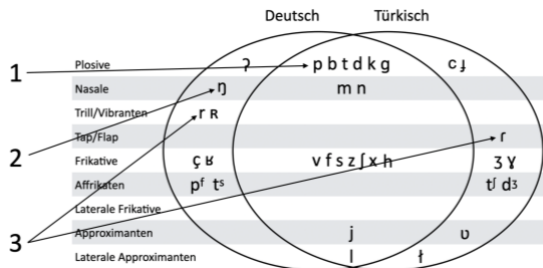 Deutsch Türkisch
1 Plosive ʔ p b t d k g c ɟ
Nasale ŋ m n
Trill/Vibranten r ʀ
Tap/Flap ɾ
2 Frikative ç ʁ v f s z ʃ x h ʒ ɣ
Affrikaten pᶠ tˢ tʃ dʒ
Laterale Frikative
3 Approximanten j ʋ
Laterale Approximanten l ɫ